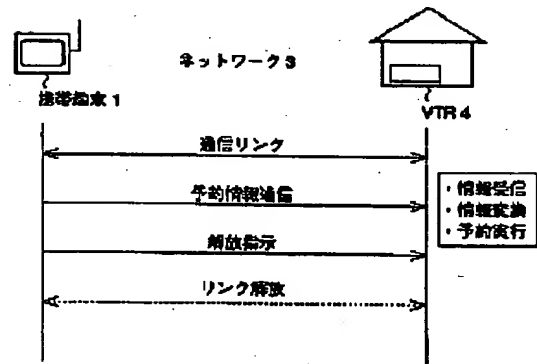 ネットワーク3
携帯端末1
VTR4
通信リンク
予約情報通信
・情報受信
・情報変換
・予約実行
解放指示
リンク解放